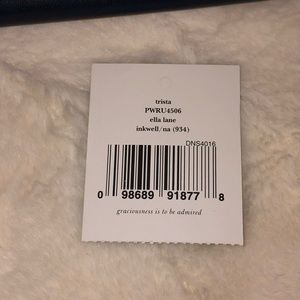 trista
PWRU4506
ella lane
inkwell/na (934)
DNS4016
0 98689 91877 8
graciousness is to be admired